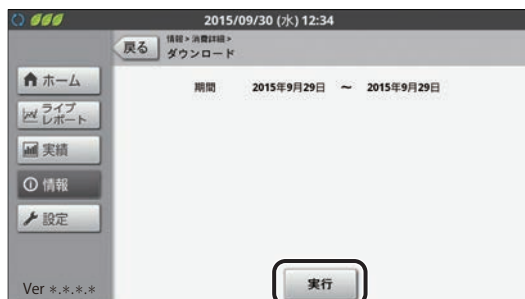 2015/09/30 (水) 12:34
戻る
情報 > 消費詳細 >
ダウンロード
ホーム
ライブ
レポート
実績
情報
設定
Ver *.*.*.*
期間 2015年9月29日 ～ 2015年9月29日
実行